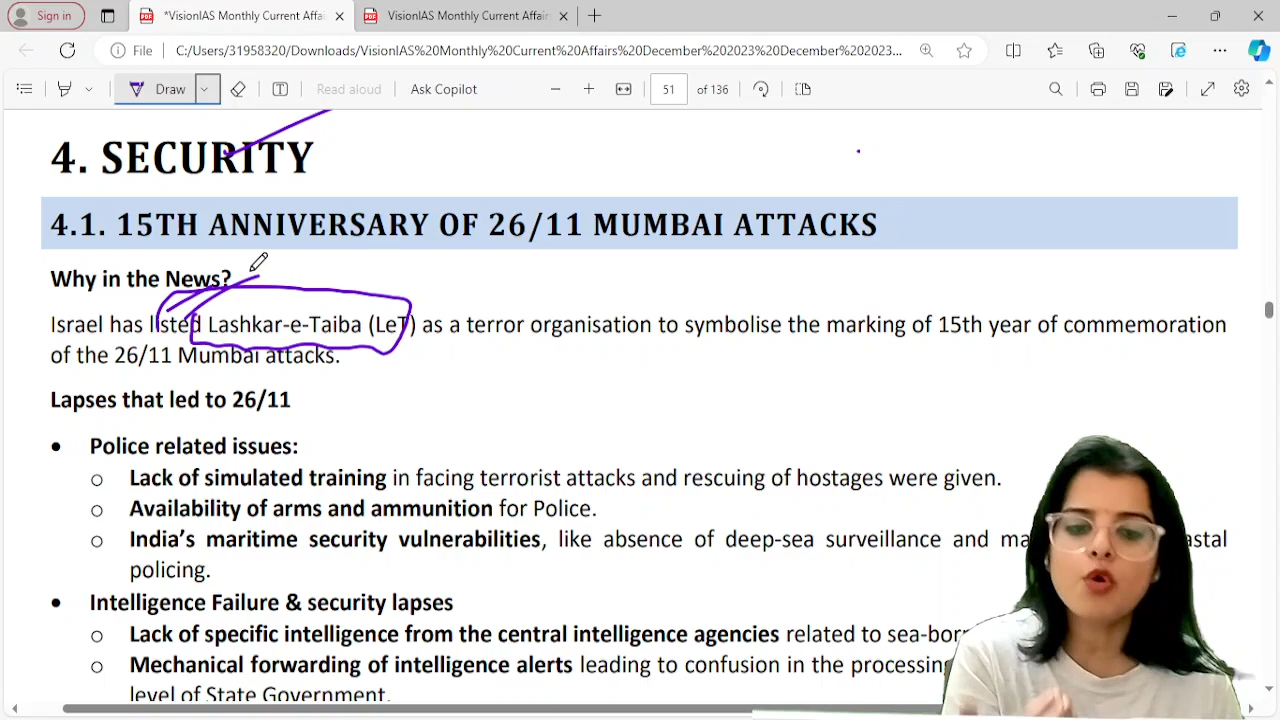 Sign in
*VisionIAS Monthly Current Affai
VisionIAS Monthly Current Affair
File
C:/Users/31958320/Downloads/VisionIAS%20Monthly%20Current%20Affairs%20December%202023%20December%202023...
Draw
Read aloud
Ask Copilot
51
of 136
4. SECURITY
4.1. 15TH ANNIVERSARY OF 26/11 MUMBAI ATTACKS
Why in the News?
Israel has listed Lashkar-e-Taiba (LeT) as a terror organisation to symbolise the marking of 15th year of commemoration
of the 26/11 Mumbai attacks.
Lapses that led to 26/11
• Police related issues:
o Lack of simulated training in facing terrorist attacks and rescuing of hostages were given.
o Availability of arms and ammunition for Police.
o India's maritime security vulnerabilities, like absence of deep-sea surveillance and astal
policing.
• Intelligence Failure & security lapses
o Lack of specific intelligence from the central intelligence agencies related to
o Mechanical forwarding of intelligence alerts leading to confusion in the processing
level of State Government.